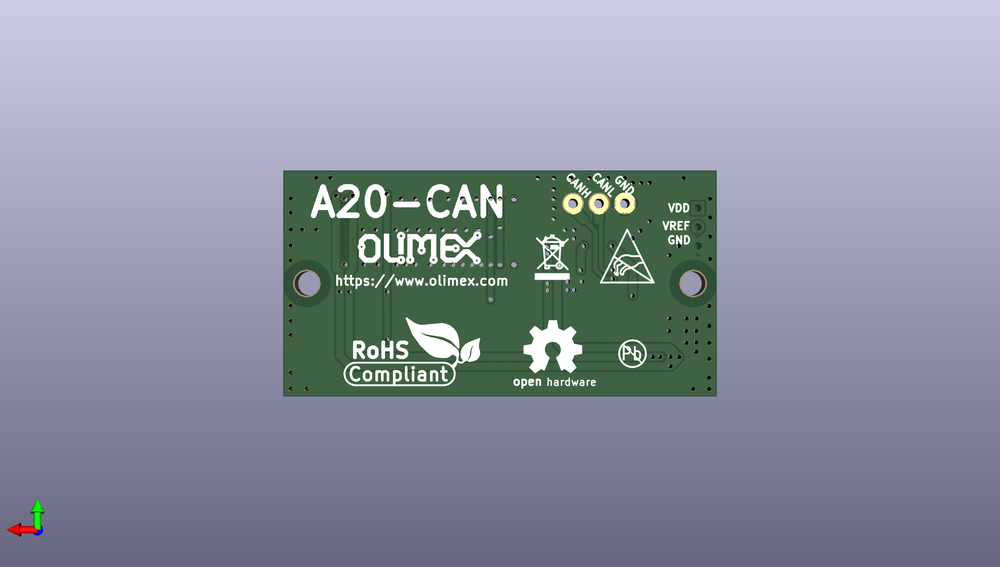 A20-CAN
CANH
CANL
GND
VDD
VREF
GND
OLIMEX
https://www.olimex.com
RoHS
Compliant
Pb
open hardware